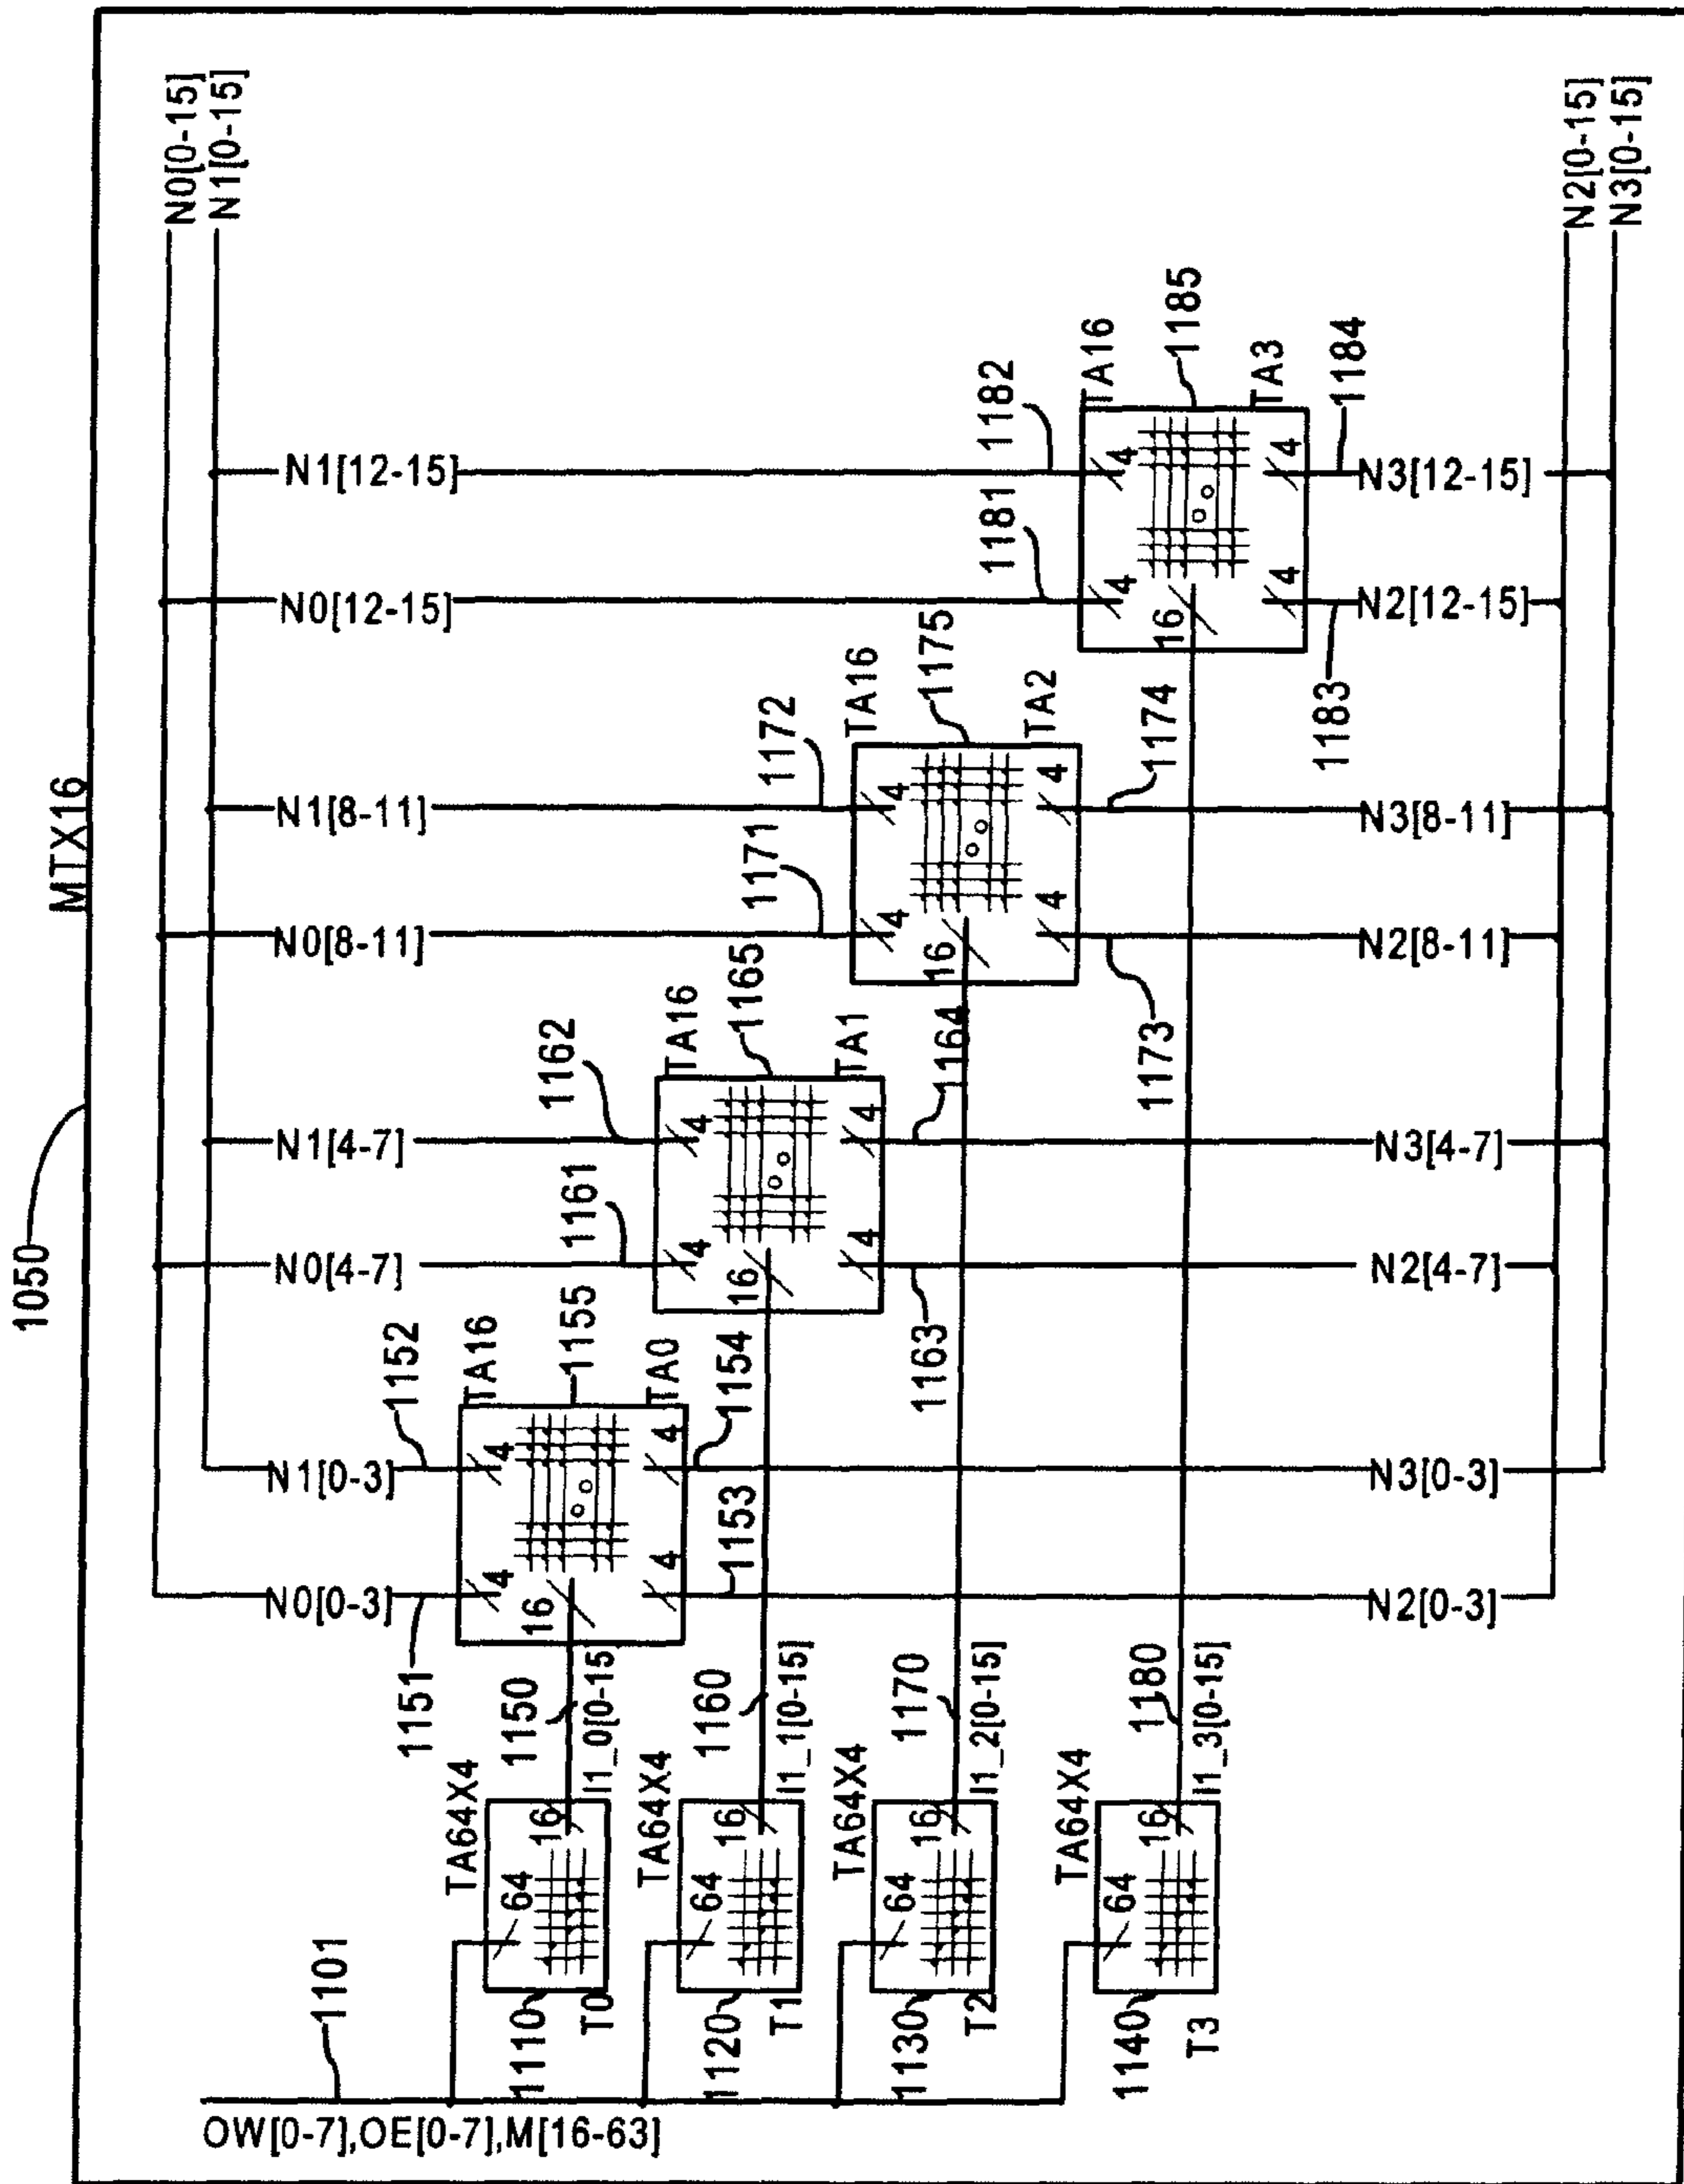 MTX16
1050
N0[0-15]
N1[0-15]
N0[0-3]
N1[0-3]
N0[4-7]
N1[4-7]
N0[8-11]
N1[8-11]
N0[12-15]
N1[12-15]
1151
1152
TA16
1155
TA0
4
4
16
4
4
1153
1154
1161
1162
TA16
1165
TA1
4
4
16
4
4
1163
1164
1171
1172
TA16
1175
TA2
4
4
16
4
4
1173
1174
1181
1182
TA16
1185
TA3
4
4
16
4
4
1183
1184
1101
OW[0-7],OE[0-7],M[16-63]
TA64X4
64
16
1110
T0
1150
I1_0[0-15]
TA64X4
64
16
1120
T1
1160
I1_1[0-15]
TA64X4
64
16
1130
T2
1170
I1_2[0-15]
TA64X4
64
16
1140
T3
1180
I1_3[0-15]
N2[0-3]
N3[0-3]
N2[4-7]
N3[4-7]
N2[8-11]
N3[8-11]
N2[12-15]
N3[12-15]
N2[0-15]
N3[0-15]